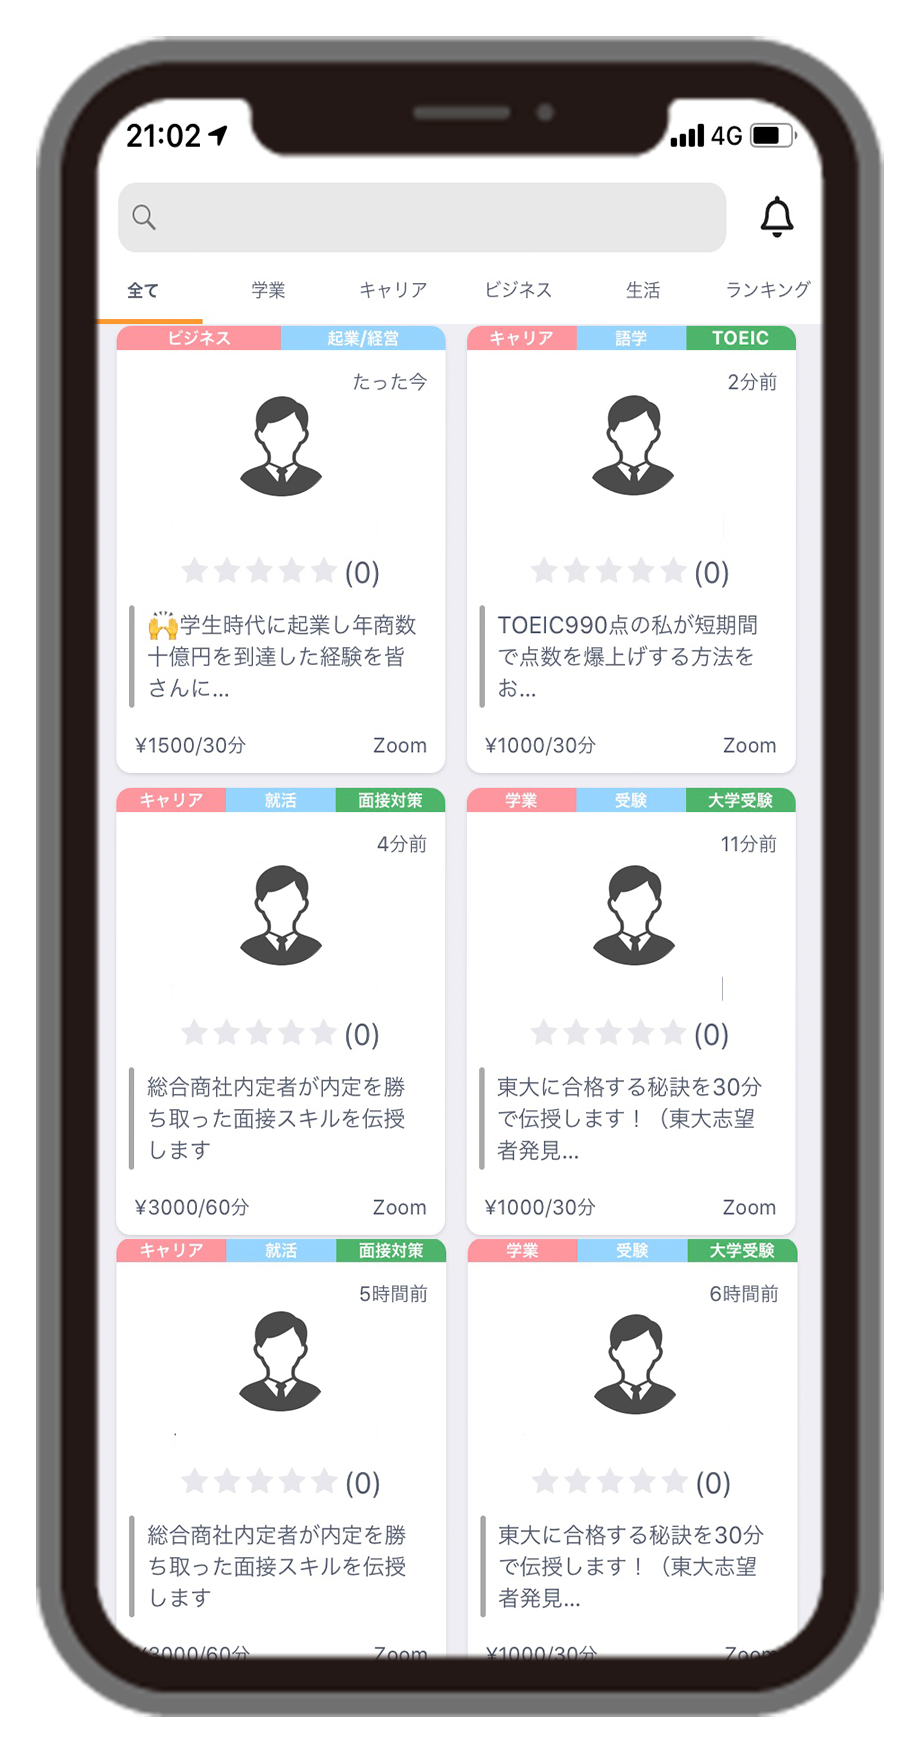 21:02 4G
全て 学業 キャリア ビジネス 生活 ランキング
ビジネス 起業/経営
たった今
(0)
🙌学生時代に起業し年商数
十億円を到達した経験を皆
さんに...
¥1500/30分 Zoom
キャリア 語学 TOEIC
2分前
(0)
TOEIC990点の私が短期間
で点数を爆上げする方法を
お...
¥1000/30分 Zoom
キャリア 就活 面接対策
4分前
(0)
総合商社内定者が内定を勝
ち取った面接スキルを伝授
します
¥3000/60分 Zoom
学業 受験 大学受験
11分前
(0)
東大に合格する秘訣を30分
で伝授します！（東大志望
者発見...
¥1000/30分 Zoom
キャリア 就活 面接対策
5時間前
(0)
総合商社内定者が内定を勝
ち取った面接スキルを伝授
します
¥3000/60分 Zoom
学業 受験 大学受験
6時間前
(0)
東大に合格する秘訣を30分
で伝授します！（東大志望
者発見...
¥1000/30分 Zoom